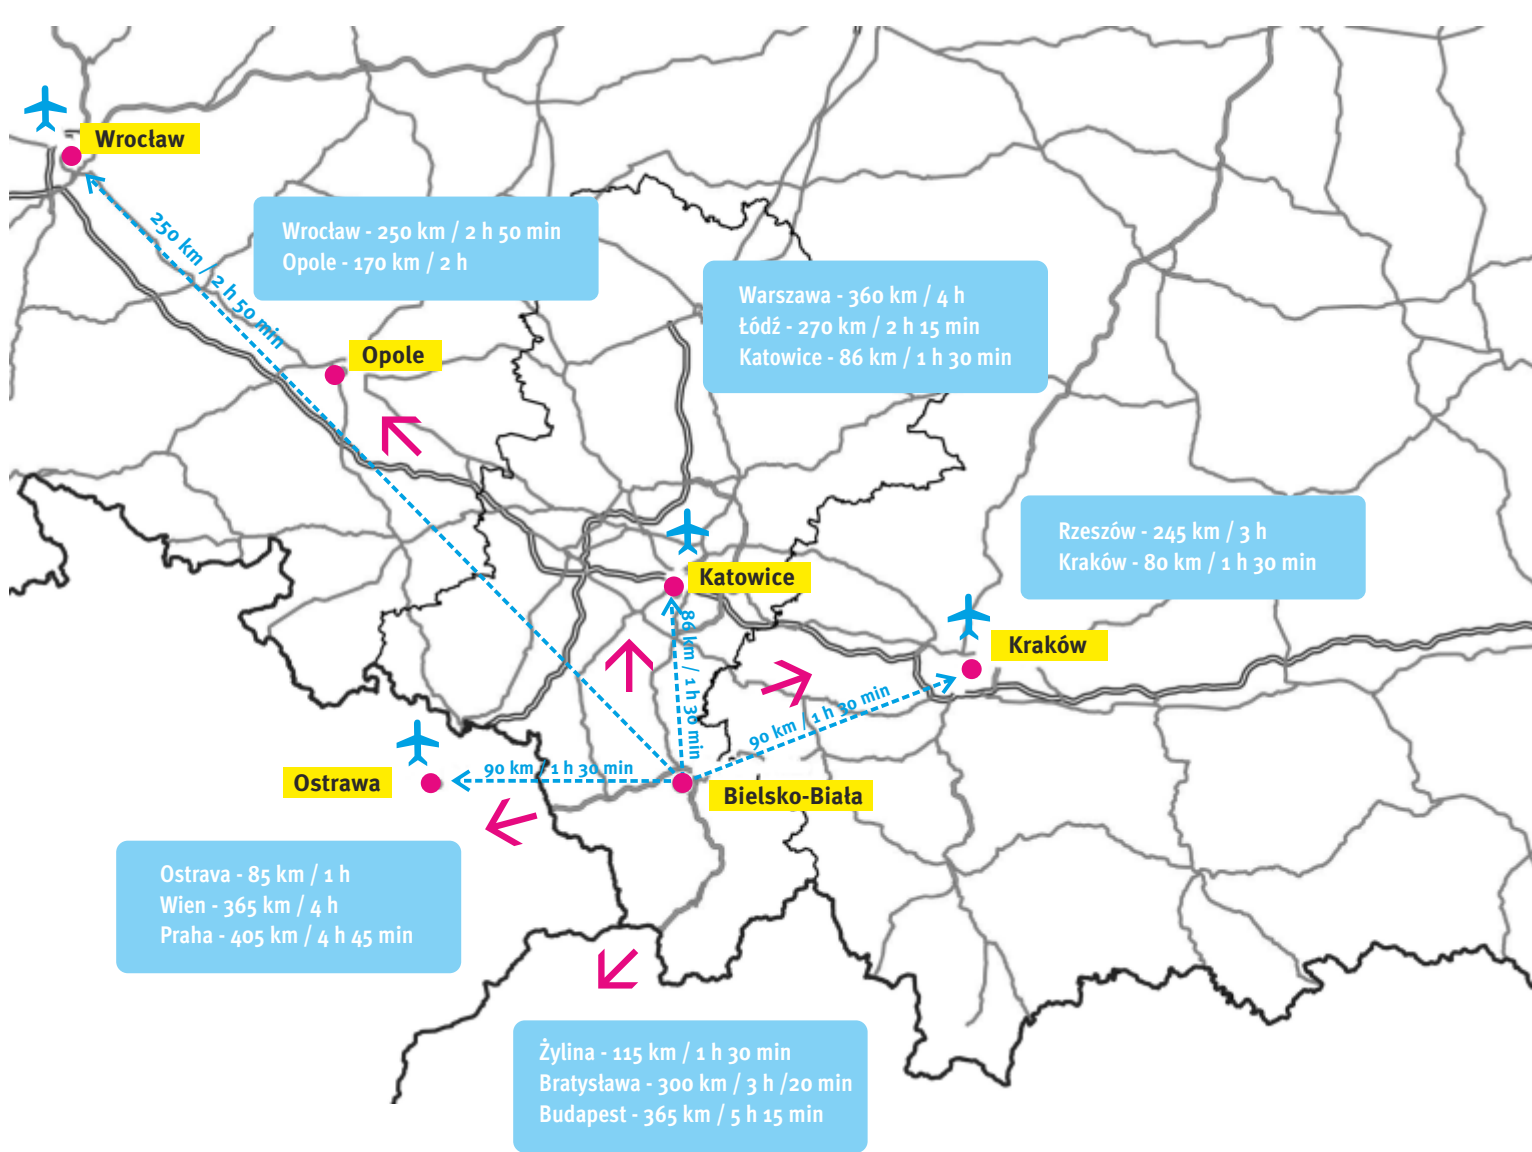 Wrocław
250 km / 2 h 50 min
Wrocław - 250 km / 2 h 50 min
Opole - 170 km / 2 h
Warszawa - 360 km / 4 h
Łódź - 270 km / 2 h 15 min
Katowice - 86 km / 1 h 30 min
Opole
Rzeszów - 245 km / 3 h
Kraków - 80 km / 1 h 30 min
Katowice
86 km / 1 h 30 min
Kraków
90 km / 1 h 30 min
90 km / 1 h 30 min
Ostrawa
Bielsko-Biała
Ostrava - 85 km / 1 h
Wien - 365 km / 4 h
Praha - 405 km / 4 h 45 min
Żylina - 115 km / 1 h 30 min
Bratysława - 300 km / 3 h /20 min
Budapest - 365 km / 5 h 15 min